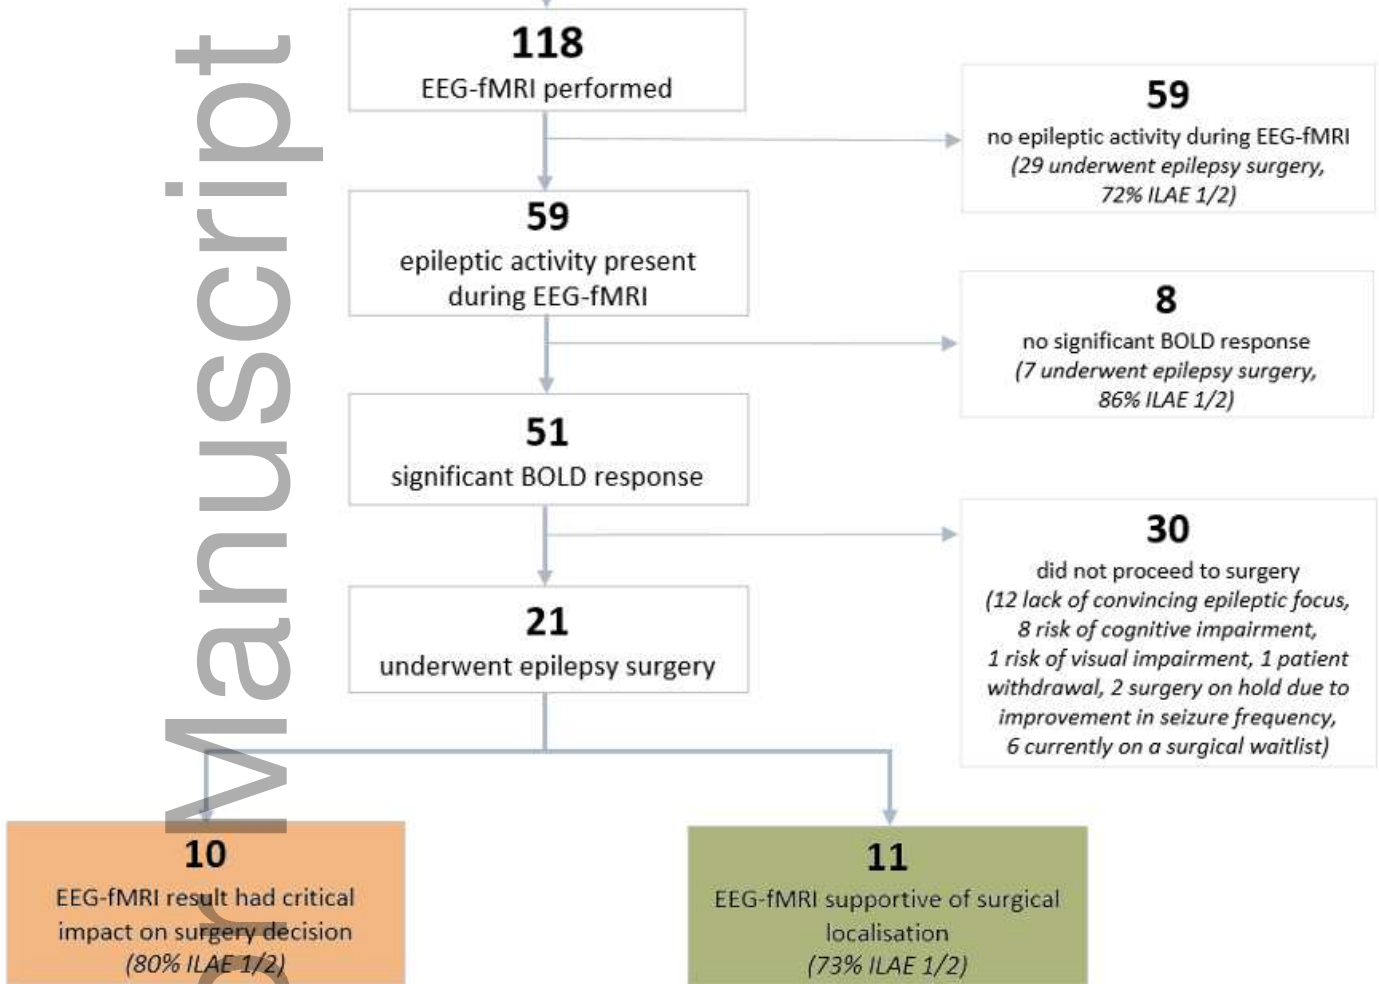 118
EEG-fMRI performed
59
no epileptic activity during EEG-fMRI
(29 underwent epilepsy surgery,
72% ILAE 1/2)
59
epileptic activity present
during EEG-fMRI
8
no significant BOLD response
(7 underwent epilepsy surgery,
86% ILAE 1/2)
51
significant BOLD response
30
did not proceed to surgery
(12 lack of convincing epileptic focus,
8 risk of cognitive impairment,
1 risk of visual impairment, 1 patient
withdrawal, 2 surgery on hold due to
improvement in seizure frequency,
6 currently on a surgical waitlist)
21
underwent epilepsy surgery
10
EEG-fMRI result had critical
impact on surgery decision
(80% ILAE 1/2)
11
EEG-fMRI supportive of surgical
localisation
(73% ILAE 1/2)
Manuscript